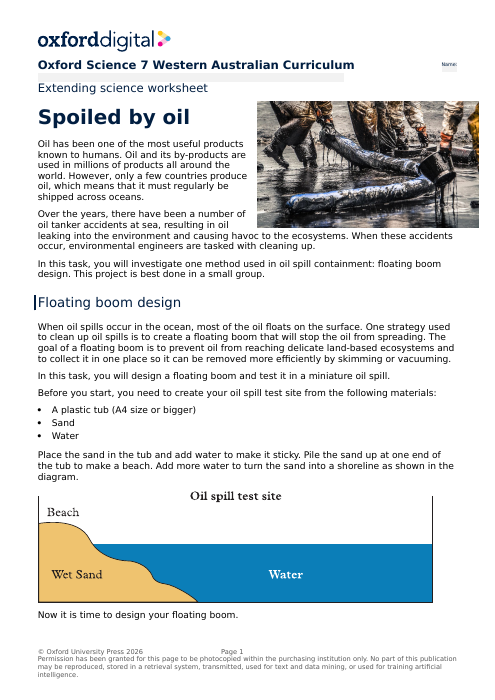 oxforddigital
Oxford Science 7 Western Australian Curriculum
Name:
Extending science worksheet
Spoiled by oil
Oil has been one of the most useful products
known to humans. Oil and its by-products are
used in millions of products all around the
world. However, only a few countries produce
oil, which means that it must regularly be
shipped across oceans.
Over the years, there have been a number of
oil tanker accidents at sea, resulting in oil
leaking into the environment and causing havoc to the ecosystems. When these accidents
occur, environmental engineers are tasked with cleaning up.
In this task, you will investigate one method used in oil spill containment: floating boom
design. This project is best done in a small group.
Floating boom design
When oil spills occur in the ocean, most of the oil floats on the surface. One strategy used
to clean up oil spills is to create a floating boom that will stop the oil from spreading. The
goal of a floating boom is to prevent oil from reaching delicate land-based ecosystems and
to collect it in one place so it can be removed more efficiently by skimming or vacuuming.
In this task, you will design a floating boom and test it in a miniature oil spill.
Before you start, you need to create your oil spill test site from the following materials:
• A plastic tub (A4 size or bigger)
• Sand
• Water
Place the sand in the tub and add water to make it sticky. Pile the sand up at one end of
the tub to make a beach. Add more water to turn the sand into a shoreline as shown in the
diagram.
Oil spill test site
Beach
Wet Sand
Water
Now it is time to design your floating boom.
© Oxford University Press 2026 Page 1
Permission has been granted for this page to be photocopied within the purchasing institution only. No part of this publication
may be reproduced, stored in a retrieval system, transmitted, used for text and data mining, or used for training artificial
intelligence.